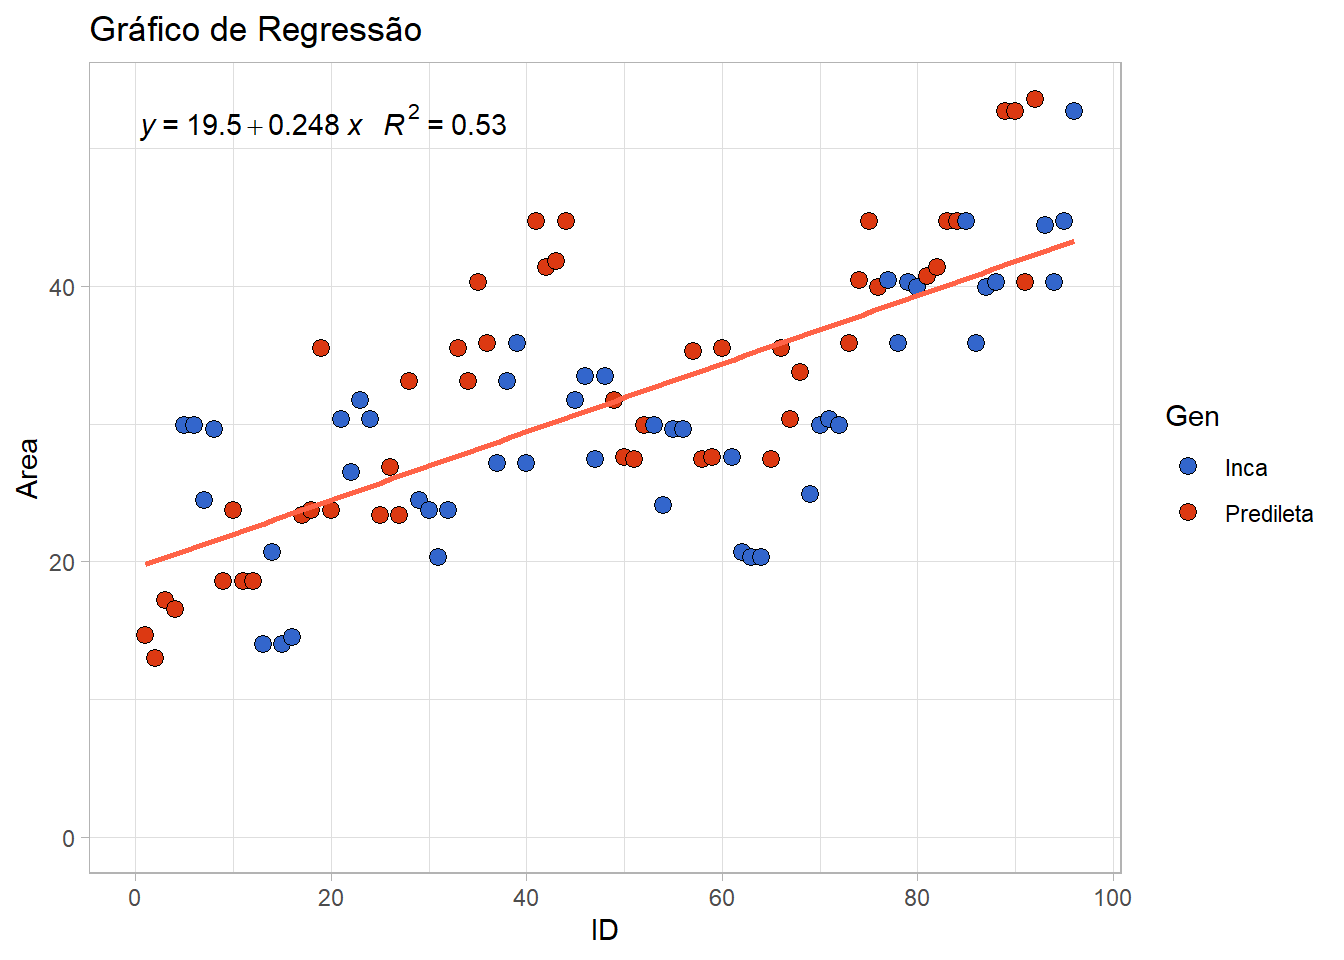 Gráfico de Regressão
y = 19.5 + 0.248 x R² = 0.53
40
20
0
Area
0 20 40 60 80 100
ID
Gen
Inca
Predileta